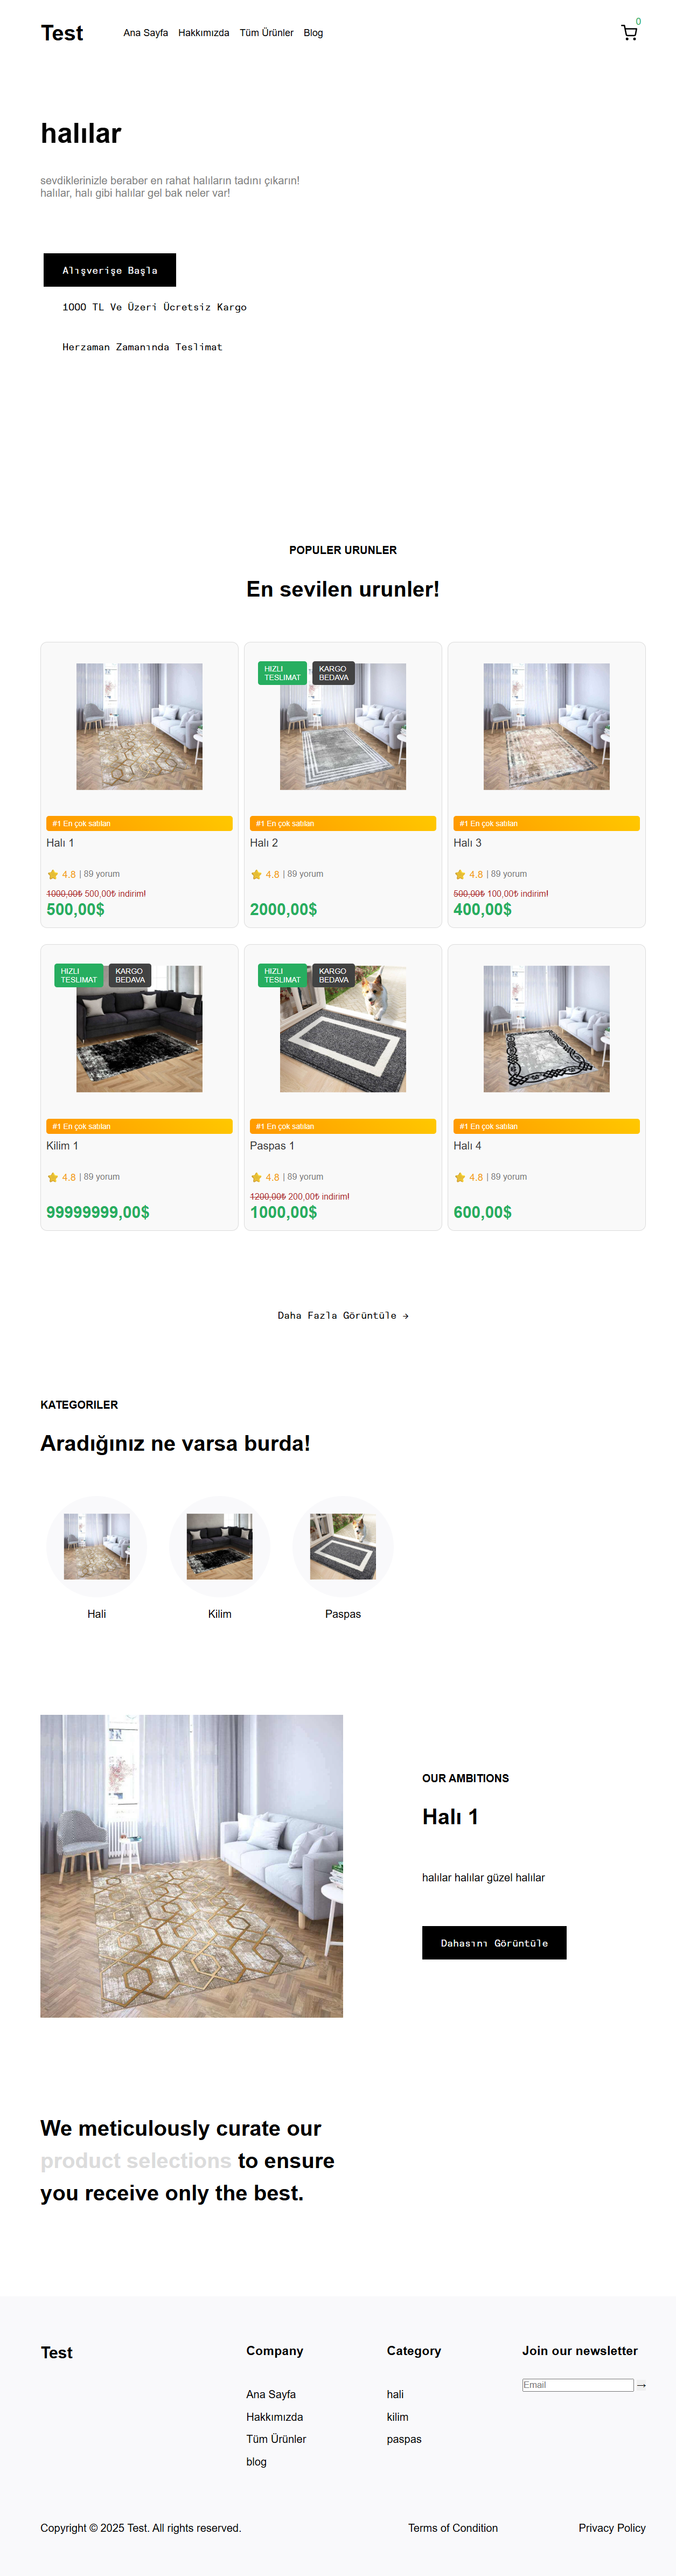 Test
Ana Sayfa Hakkımızda Tüm Ürünler Blog
0
halılar
sevdiklerinizle beraber en rahat halıların tadını çıkarın!
halılar, halı gibi halılar gel bak neler var!
Alışverişe Başla
1000 TL Ve Üzeri Ücretsiz Kargo
Herzaman Zamanında Teslimat
POPULER URUNLER
En sevilen urunler!
#1 En çok satılan
Halı 1
4.8 | 89 yorum
1000,00₺ 500,00₺ indirim!
500,00$
HIZLI
TESLIMAT
KARGO
BEDAVA
#1 En çok satılan
Halı 2
4.8 | 89 yorum
2000,00$
#1 En çok satılan
Halı 3
4.8 | 89 yorum
500,00₺ 100,00₺ indirim!
400,00$
HIZLI
TESLIMAT
KARGO
BEDAVA
#1 En çok satılan
Kilim 1
4.8 | 89 yorum
99999999,00$
HIZLI
TESLIMAT
KARGO
BEDAVA
#1 En çok satılan
Paspas 1
4.8 | 89 yorum
1200,00₺ 200,00₺ indirim!
1000,00$
#1 En çok satılan
Halı 4
4.8 | 89 yorum
600,00$
Daha Fazla Görüntüle →
KATEGORILER
Aradığınız ne varsa burda!
Hali
Kilim
Paspas
OUR AMBITIONS
Halı 1
halılar halılar güzel halılar
Dahasını Görüntüle
We meticulously curate our
product selections to ensure
you receive only the best.
Test
Company
Ana Sayfa
Hakkımızda
Tüm Ürünler
blog
Category
hali
kilim
paspas
Join our newsletter
Email →
Copyright © 2025 Test. All rights reserved.
Terms of Condition
Privacy Policy